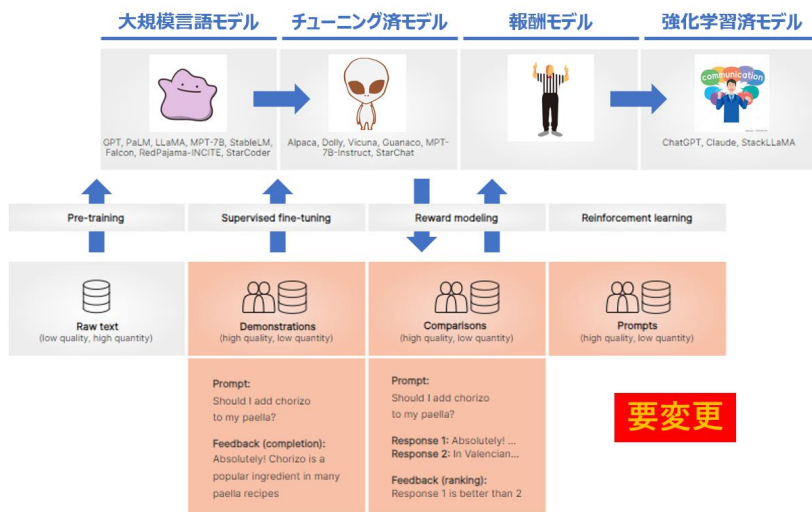 大規模言語モデル
チューニング済モデル
報酬モデル
強化学習済モデル
communication
GPT, PaLM, LLaMA, MPT-7B, StableLM,
Falcon, RedPajama-INCITE, StarCoder
Alpaca, Dolly, Vicuna, Guanaco, MPT-
7B-Instruct, StarChat
ChatGPT, Claude, StackLLaMA
Pre-training
Supervised fine-tuning
Reward modeling
Reinforcement learning
Raw text
(low quality, high quantity)
Demonstrations
(high quality, low quantity)
Comparisons
(high quality, low quantity)
Prompts
(high quality, low quantity)
Prompt:
Should I add chorizo
to my paella?
Feedback (completion):
Absolutely! Chorizo is a
popular ingredient in many
paella recipes
Prompt:
Should I add chorizo
to my paella?
Response 1: Absolutely! ...
Response 2: In Valencian...
Feedback (ranking):
Response 1 is better than 2
要変更